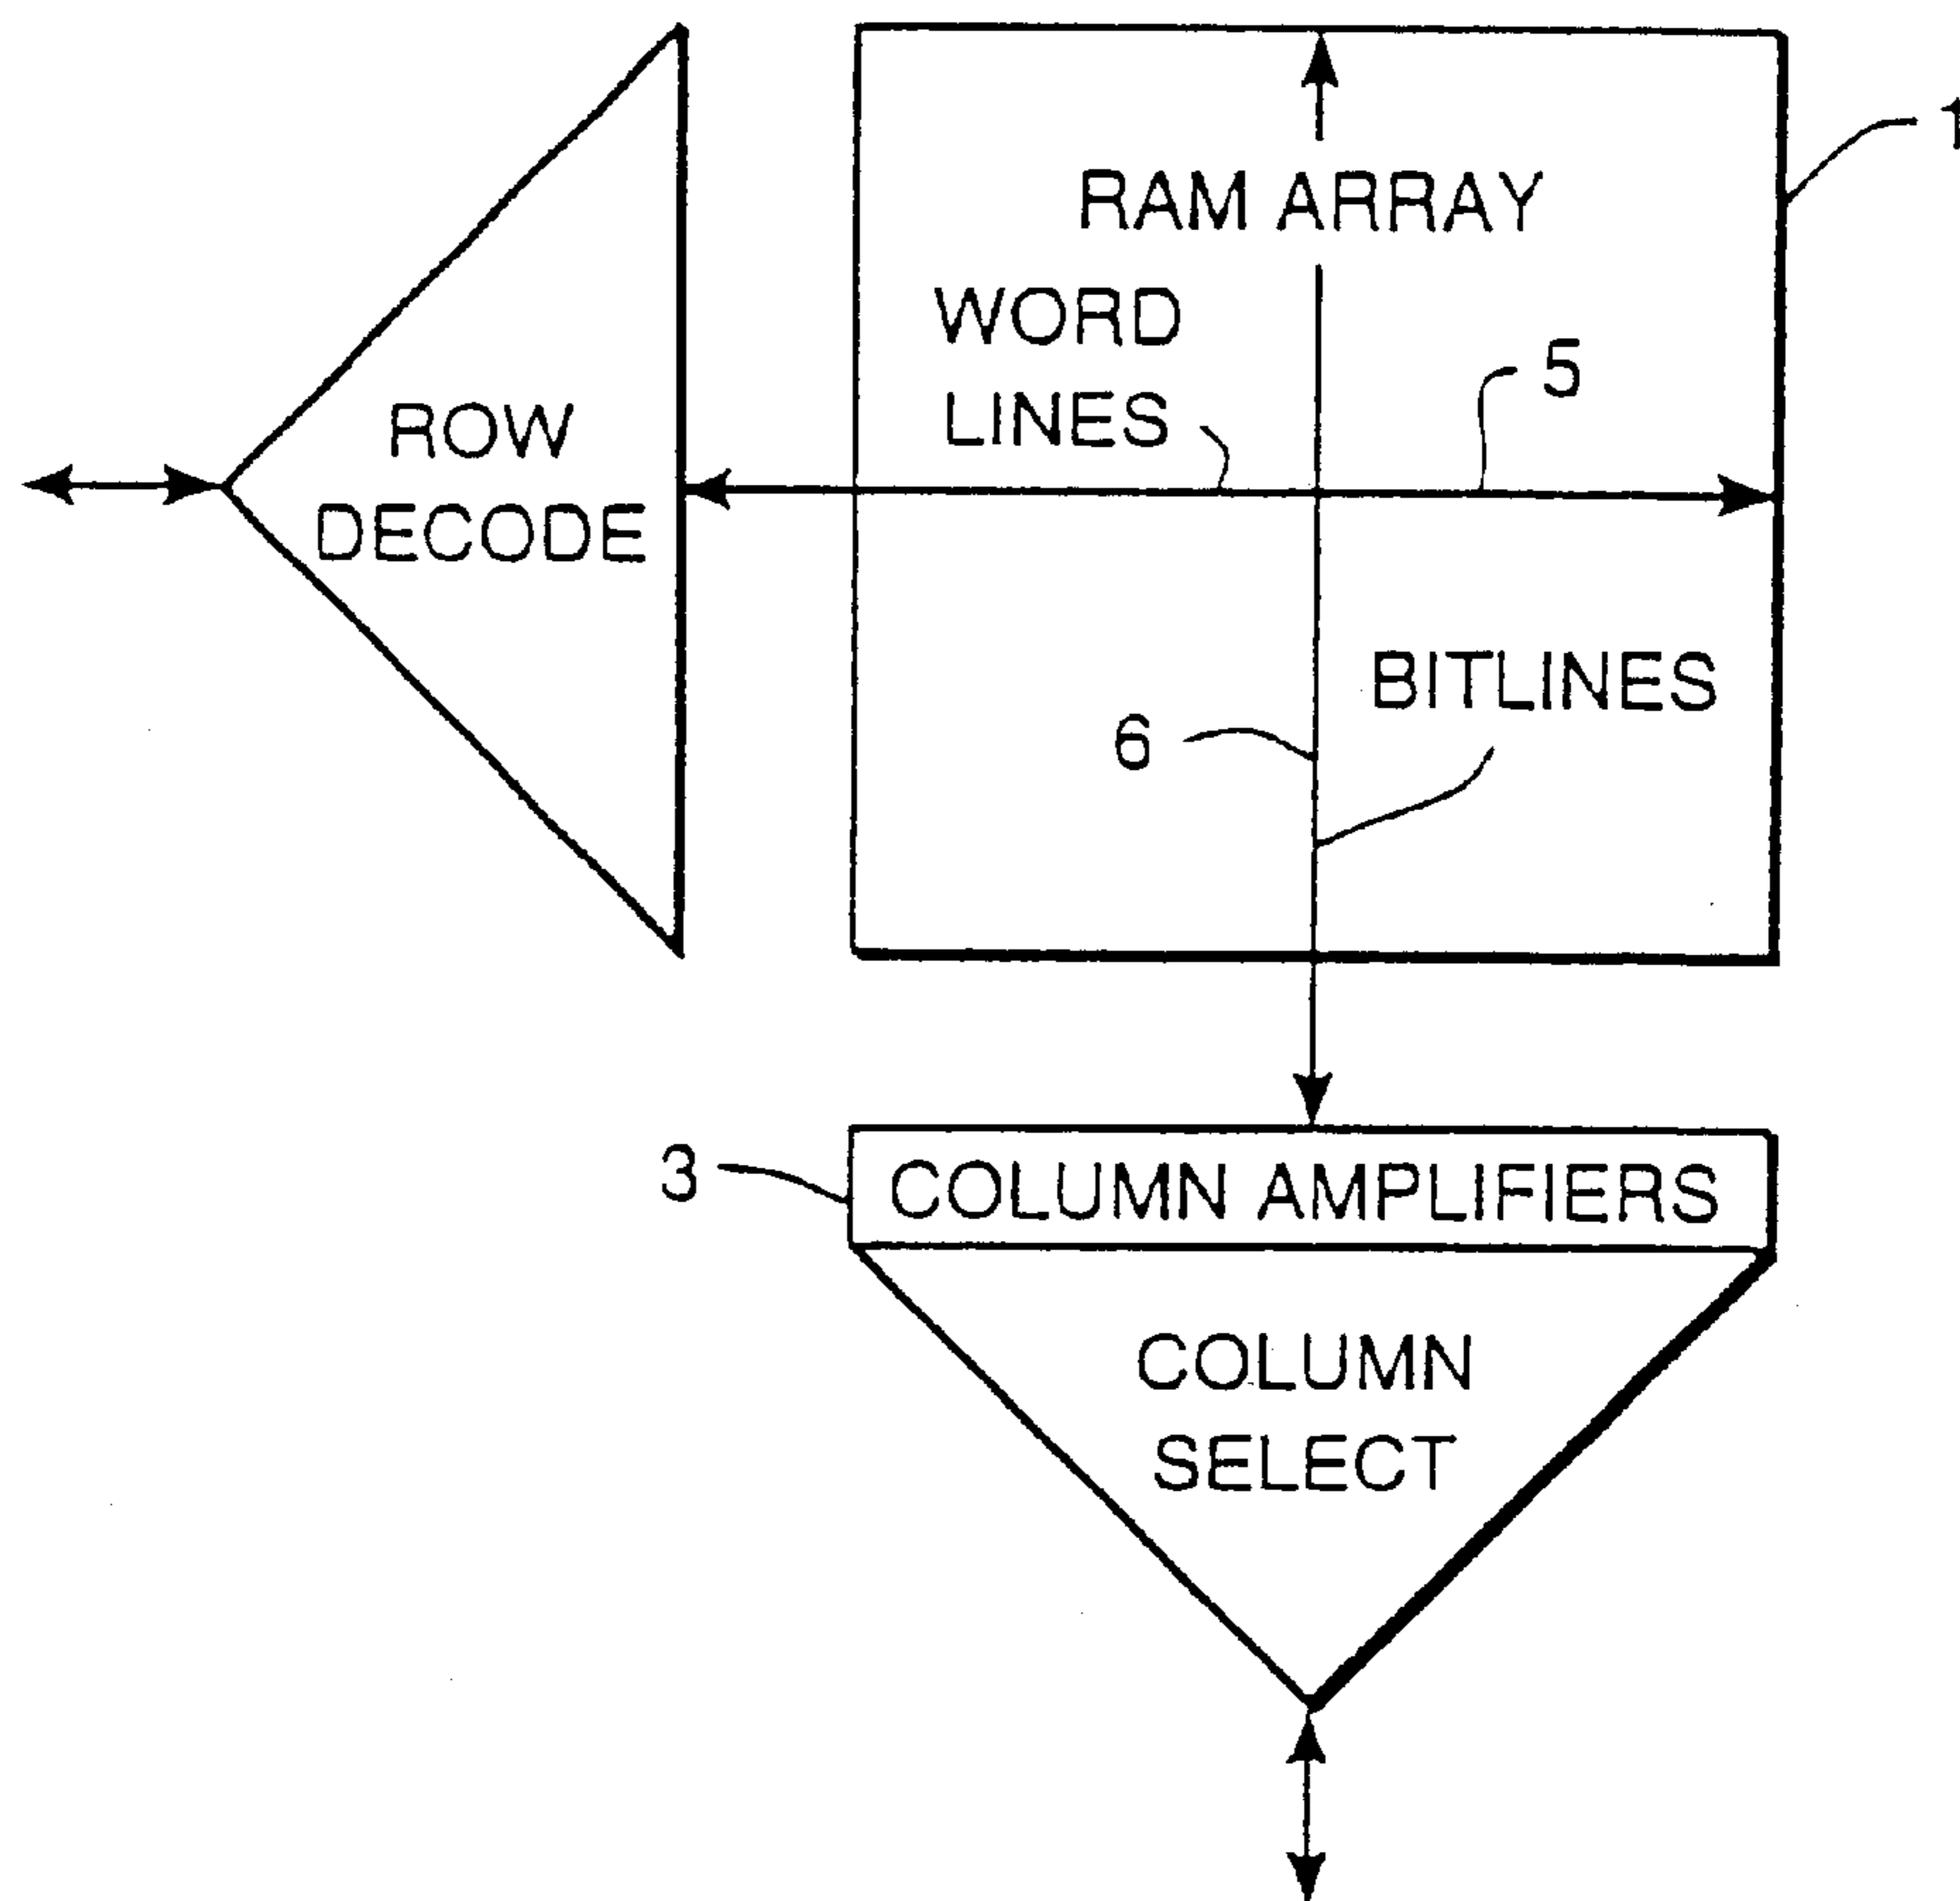 1
RAM ARRAY
WORD
LINES
5
ROW
DECODE
BITLINES
6
3
COLUMN AMPLIFIERS
COLUMN
SELECT